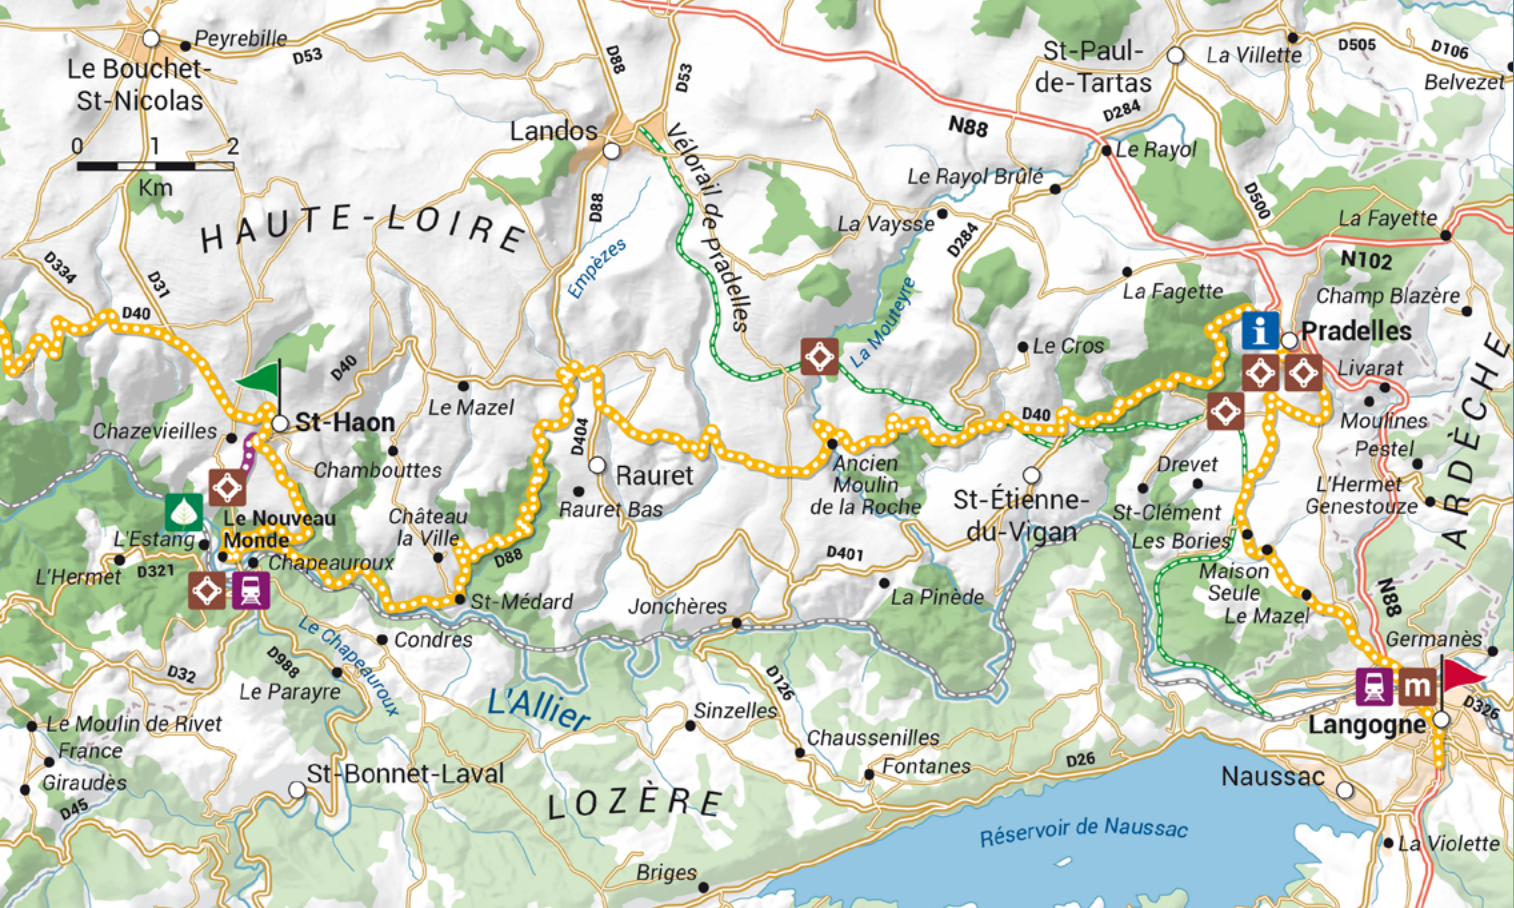 Peyrebille
D53
Le Bouchet-
St-Nicolas
0 1 2
Km
D88
D53
Landos
Vélorail de Pradelles
N88
St-Paul-
de-Tartas
D284
La Villette
D505
D106
Belvezet
Le Rayol
Le Rayol Brûlé
La Vaysse
D284
D500
La Fayette
N102
HAUTE-LOIRE
D88
Empèzes
D334
D31
D40
La Fagette
Champ Blazère
La Mouteyre
i
Pradelles
Le Cros
Livarat
D40
Le Mazel
St-Haon
Chazevieilles
Chambouttes
D404
Rauret
Rauret Bas
Ancien
Moulin
de la Roche
D40
Moulines
Pestel
Drevet
L'Hermet
Genestouze
ARDÈCHE
St-Étienne-
du-Vigan
St-Clément
Les Bories
Le Nouveau
Monde
L'Estang
Château
la Ville
Chapeauroux
L'Hermet
D321
D88
D401
La Pinède
Maison
Seule
Le Mazel
N88
St-Médard
Jonchères
Condres
Le Chapeauroux
Germanès
D32
D988
Le Parayre
D126
m
Langogne
D326
L'Allier
Sinzelles
Chaussenilles
Fontanes
D26
Le Moulin de Rivet
France
Giraudès
D45
St-Bonnet-Laval
LOZÈRE
Naussac
Réservoir de Naussac
La Violette
Briges